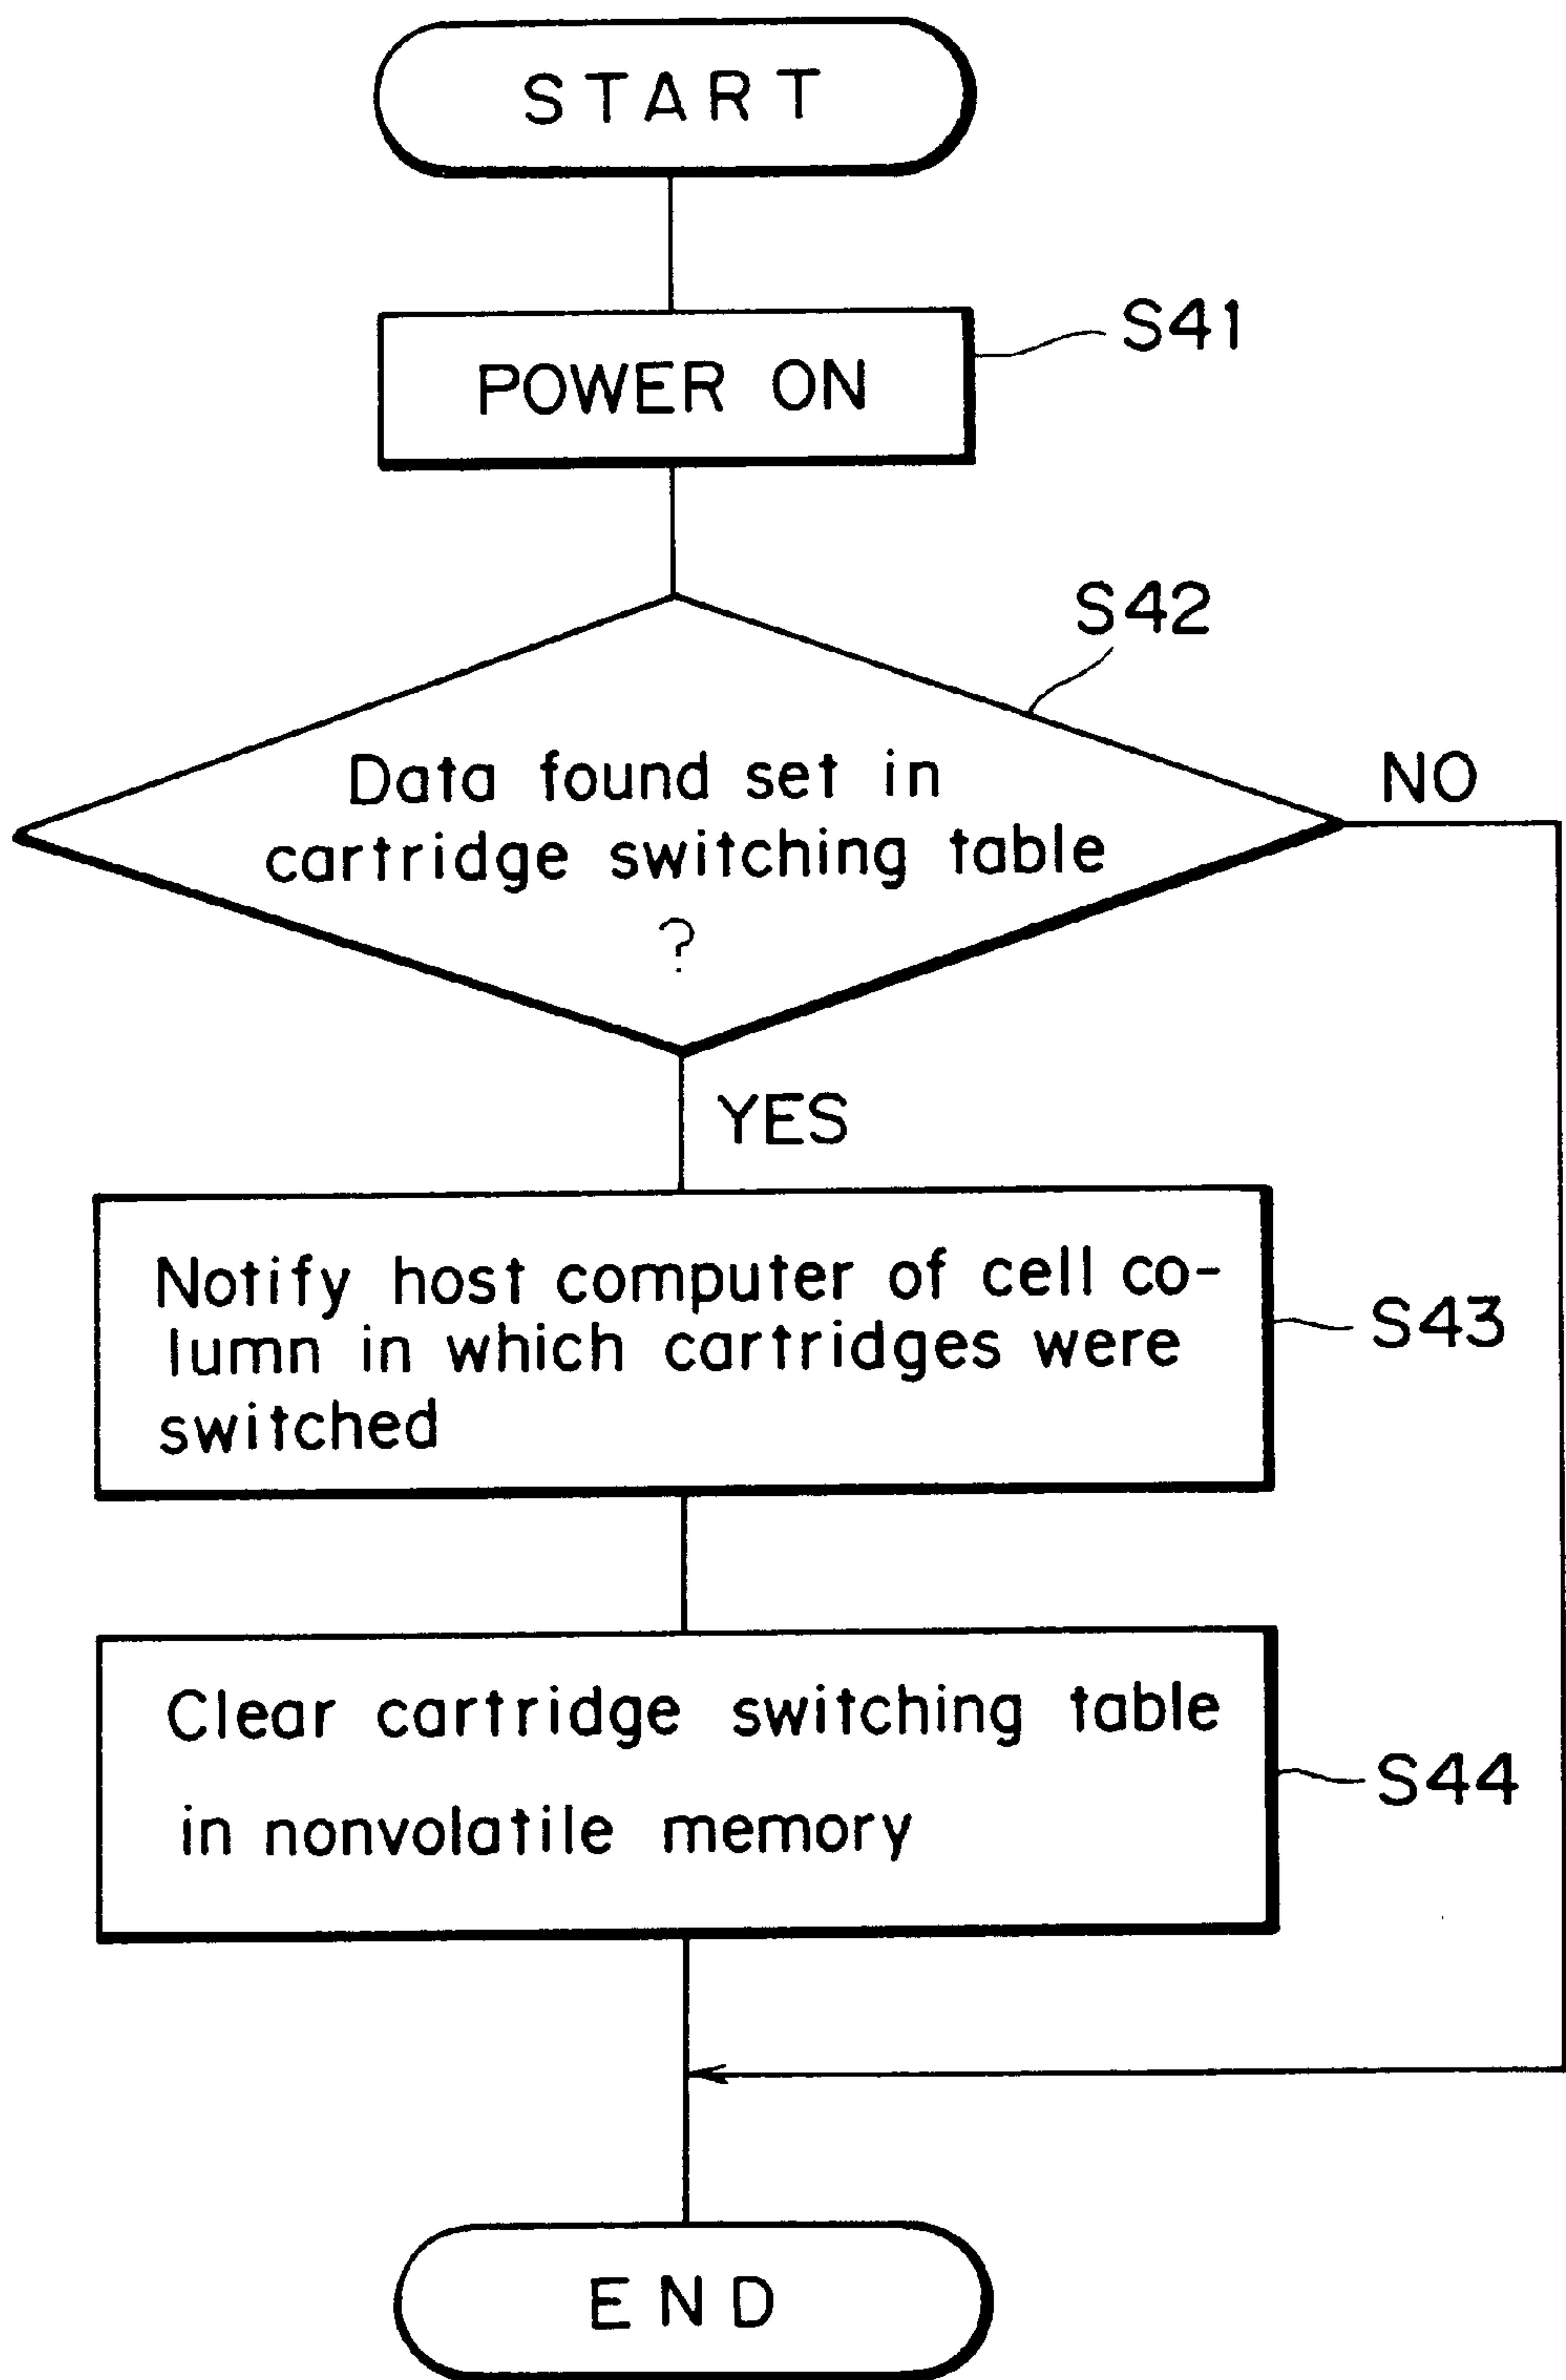 START
S41
POWER ON
S42
Data found set in
NO
cartridge switching table
?
YES
Notify host computer of cell co-
lumn in which cartridges were
S43
switched
Clear cartridge switching table
S44
in nonvolatile memory
END